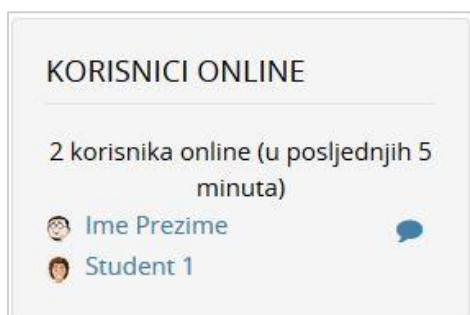 KORISNICI ONLINE
2 korisnika online (u posljednjih 5
minuta)
Ime Prezime
Student 1